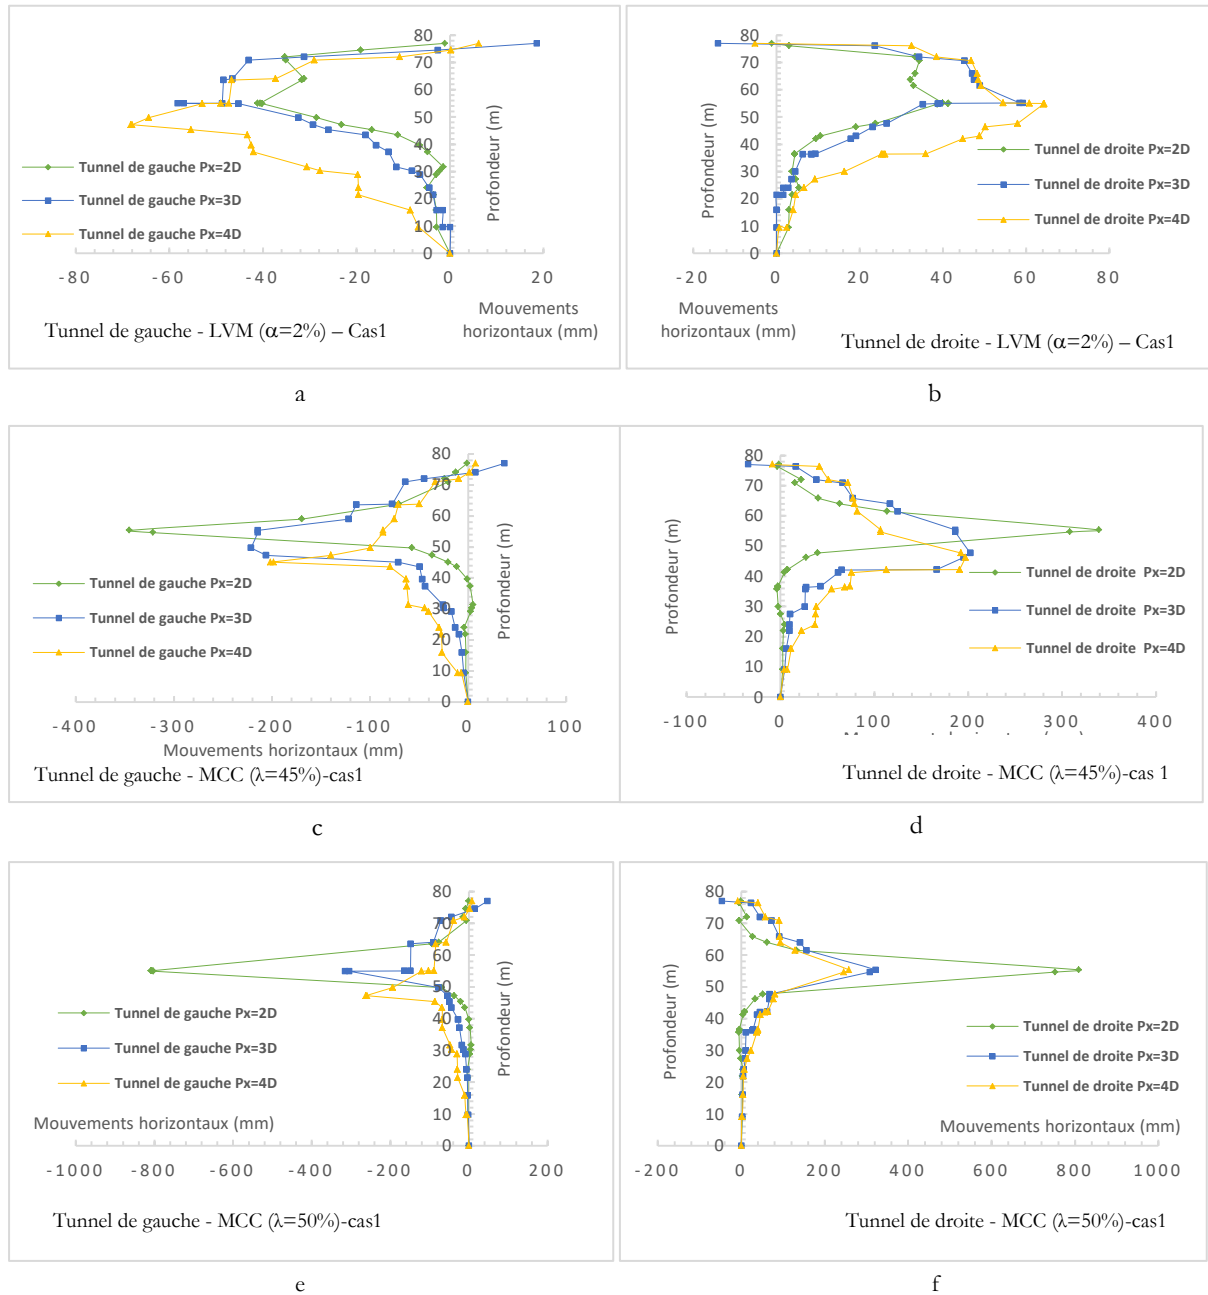 80
70
60
50
40
30
20
10
0
Profondeur (m)
Tunnel de gauche Px=2D
Tunnel de gauche Px=3D
Tunnel de gauche Px=4D
-80 -60 -40 -20 0 20
Mouvements
horizontaux (mm)
Tunnel de gauche - LVM (α=2%) – Cas1
a
80
70
60
50
40
30
20
10
0
Profondeur (m)
Tunnel de droite Px=2D
Tunnel de droite Px=3D
Tunnel de droite Px=4D
-20 0 20 40 60 80
Mouvements
horizontaux (mm)
Tunnel de droite - LVM (α=2%) – Cas1
b
80
70
60
50
40
30
20
10
0
Profondeur (m)
Tunnel de gauche Px=2D
Tunnel de gauche Px=3D
Tunnel de gauche Px=4D
-400 -300 -200 -100 0 100
Mouvements horizontaux (mm)
Tunnel de gauche - MCC (λ=45%)-cas1
c
80
70
60
50
40
30
20
10
0
Profondeur (m)
Tunnel de droite Px=2D
Tunnel de droite Px=3D
Tunnel de droite Px=4D
-100 0 100 200 300 400
Tunnel de droite - MCC (λ=45%)-cas 1
d
80
70
60
50
40
30
20
10
0
Profondeur (m)
Tunnel de gauche Px=2D
Tunnel de gauche Px=3D
Tunnel de gauche Px=4D
Mouvements horizontaux (mm)
-1000 -800 -600 -400 -200 0 200
Tunnel de gauche - MCC (λ=50%)-cas1
e
80
70
60
50
40
30
20
10
0
Profondeur (m)
Tunnel de droite Px=2D
Tunnel de droite Px=3D
Tunnel de droite Px=4D
Mouvements horizontaux (mm)
-200 0 200 400 600 800 1000
Tunnel de droite - MCC (λ=50%)-cas1
f